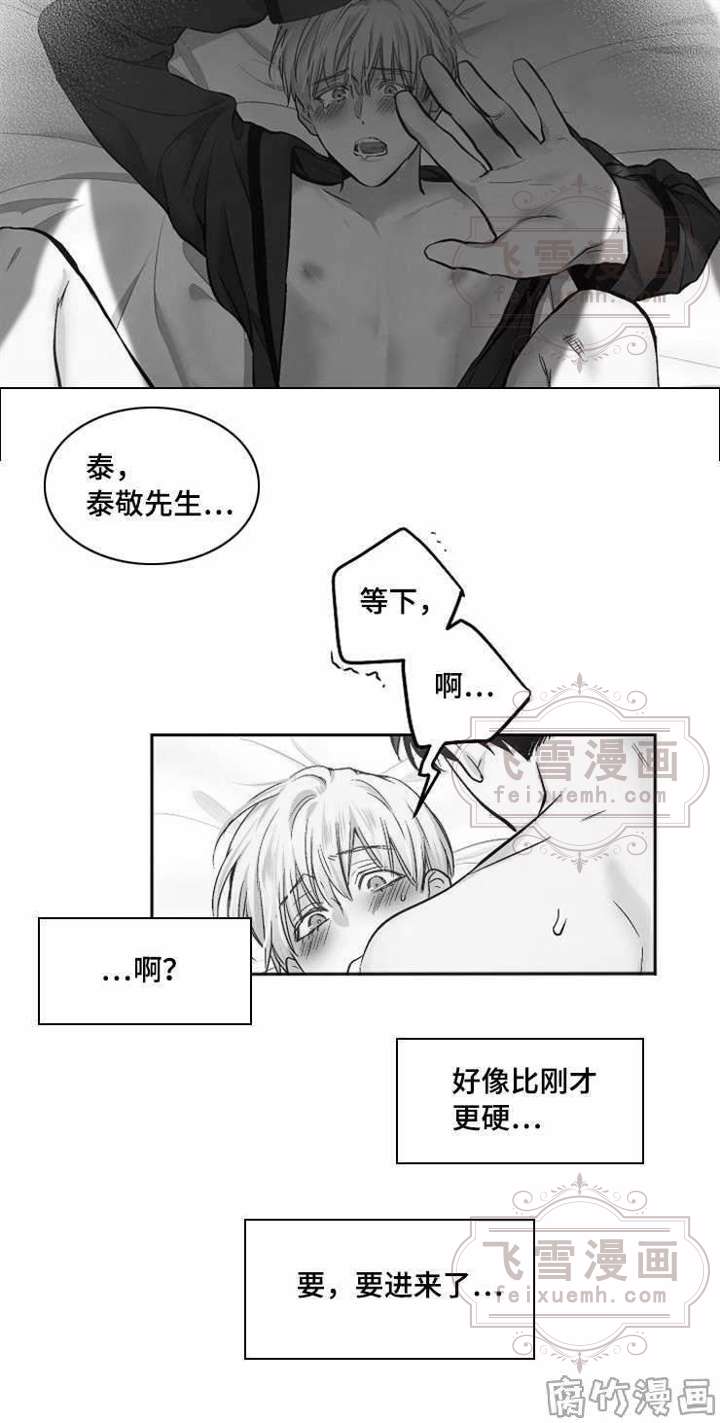 飞雪漫画
feixuemh.com
泰，
泰敬先生...
等下，
啊...
飞雪漫画
feixuemh.com
...啊?
好像比刚才
更硬...
要，要进来了...
飞雪漫画
feixuemh.com
腐竹漫画